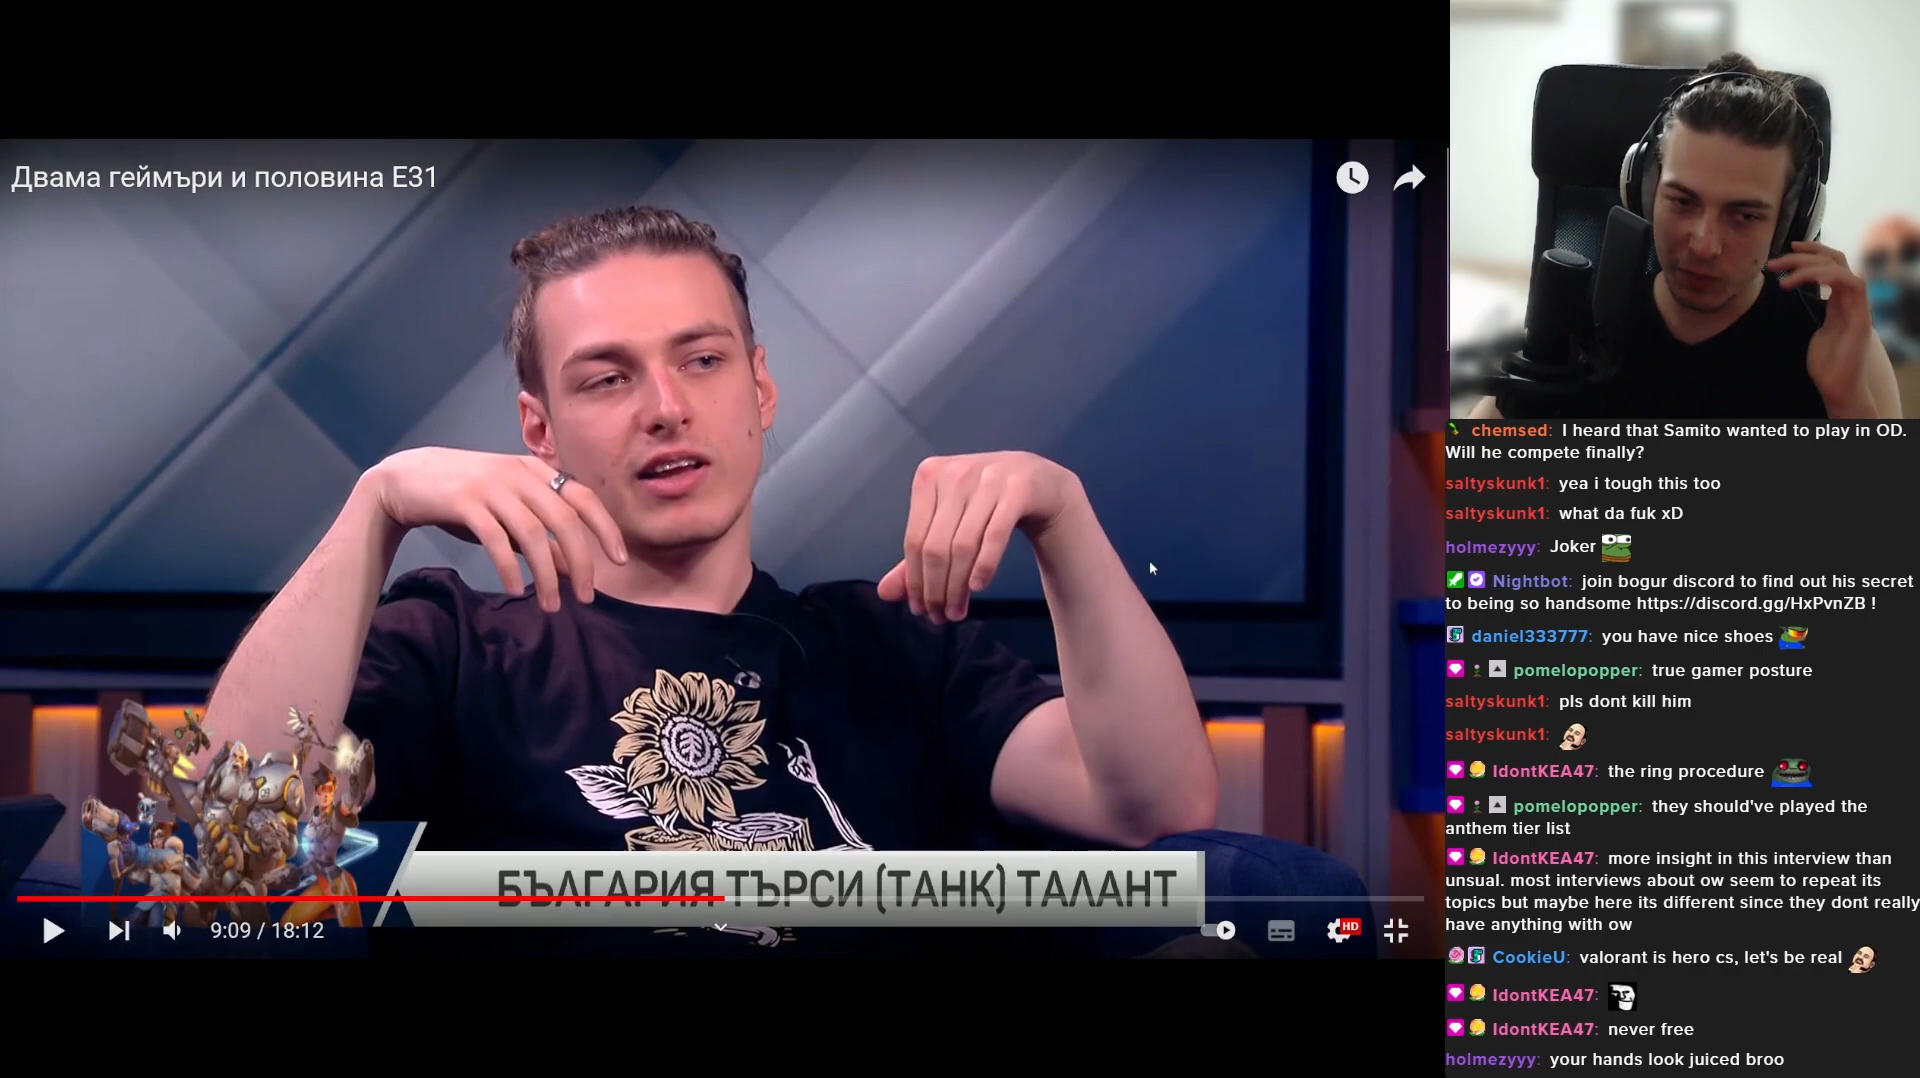 Двама геймъри и половина E31
БЪЛГАРИЯ ТЪРСИ (ТАНК) ТАЛАНТ
9:09 / 18:12
HD
chemsed: I heard that Samito wanted to play in OD.
Will he compete finally?
saltyskunk1: yea i tough this too
saltyskunk1: what da fuk xD
holmezyyy: Joker
Nightbot: join bogur discord to find out his secret
to being so handsome https://discord.gg/HxPvnZB !
daniel333777: you have nice shoes
pomelopopper: true gamer posture
saltyskunk1: pls dont kill him
saltyskunk1:
IdontKEA47: the ring procedure
pomelopopper: they should've played the
anthem tier list
IdontKEA47: more insight in this interview than
unsual. most interviews about ow seem to repeat its
topics but maybe here its different since they dont really
have anything with ow
CookieU: valorant is hero cs, let's be real
IdontKEA47:
IdontKEA47: never free
holmezyyy: your hands look juiced broo